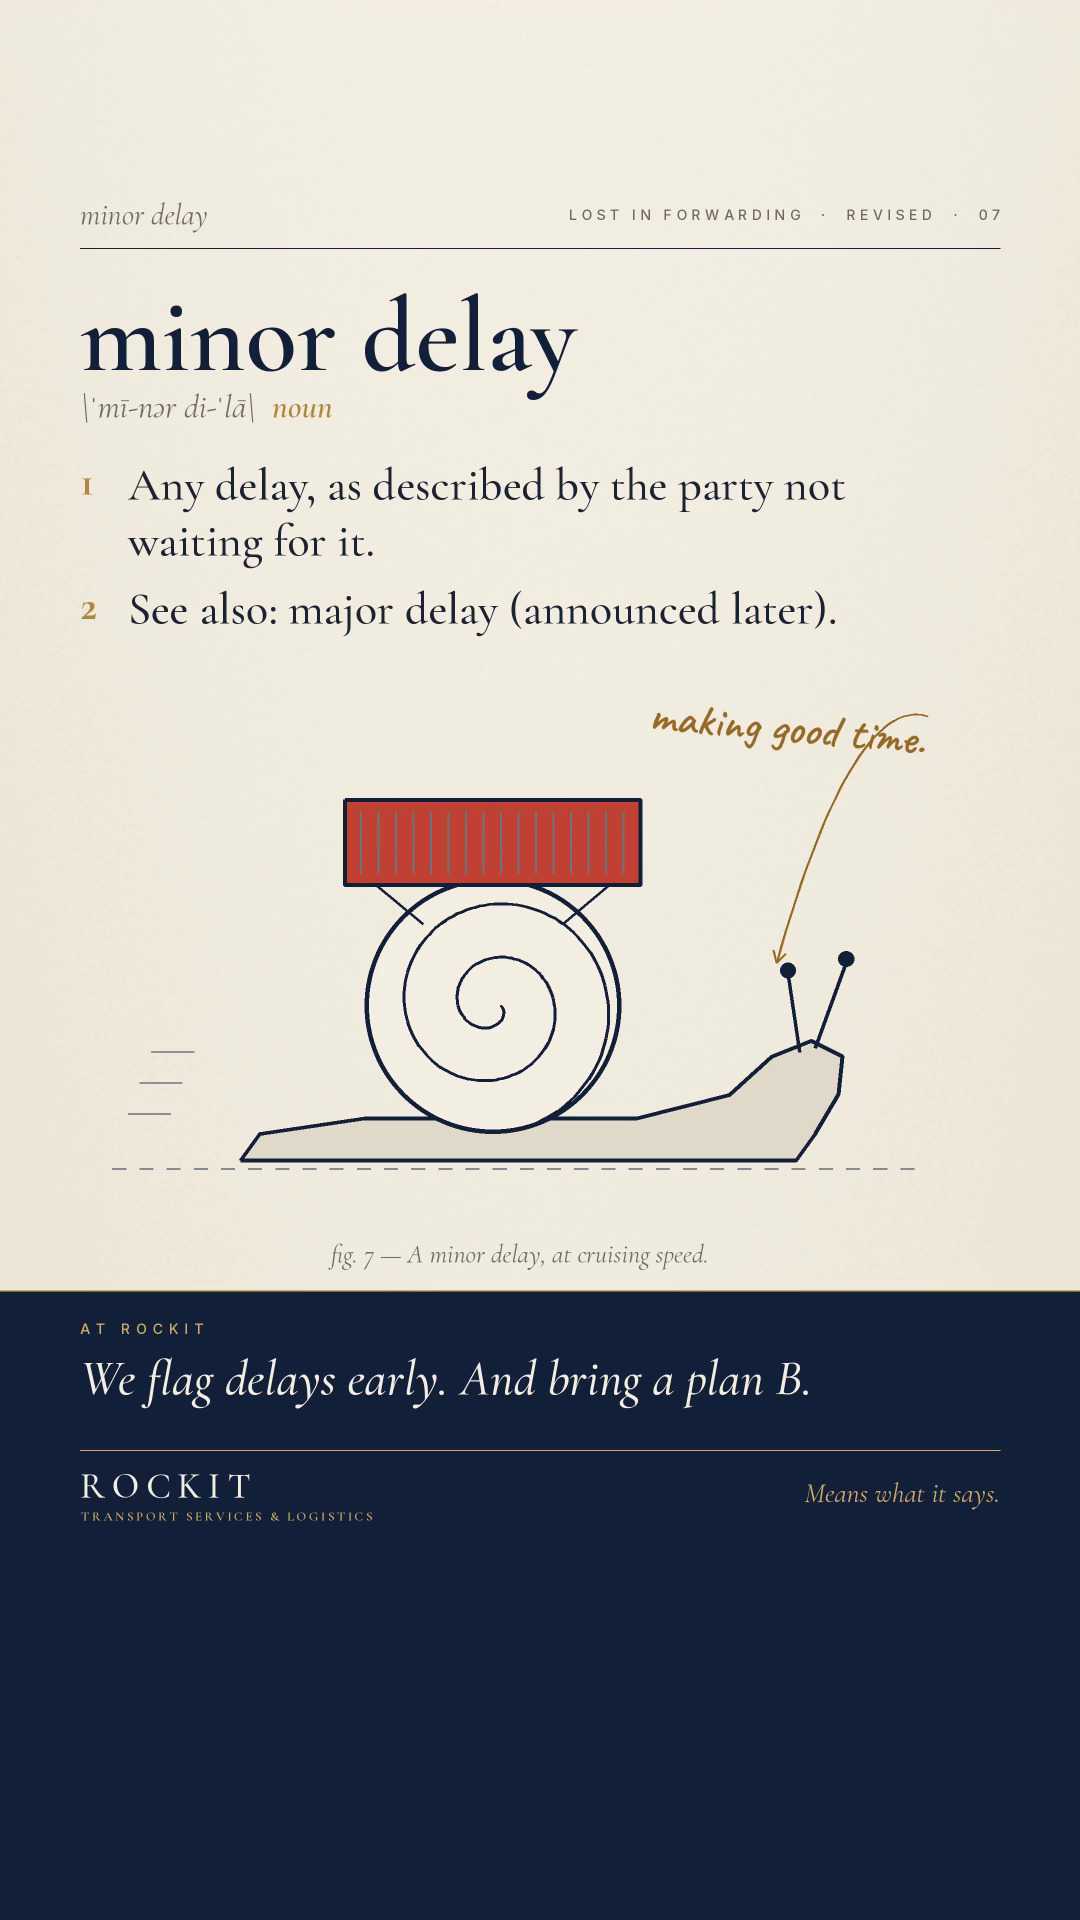 minor delay
LOST IN FORWARDING · REVISED · 07
minor delay
\ˈmī-nər di-ˈlā\ noun
1 Any delay, as described by the party not
waiting for it.
2 See also: major delay (announced later).
making good time.
fig. 7 — A minor delay, at cruising speed.
AT ROCKIT
We flag delays early. And bring a plan B.
ROCKIT
TRANSPORT SERVICES & LOGISTICS
Means what it says.